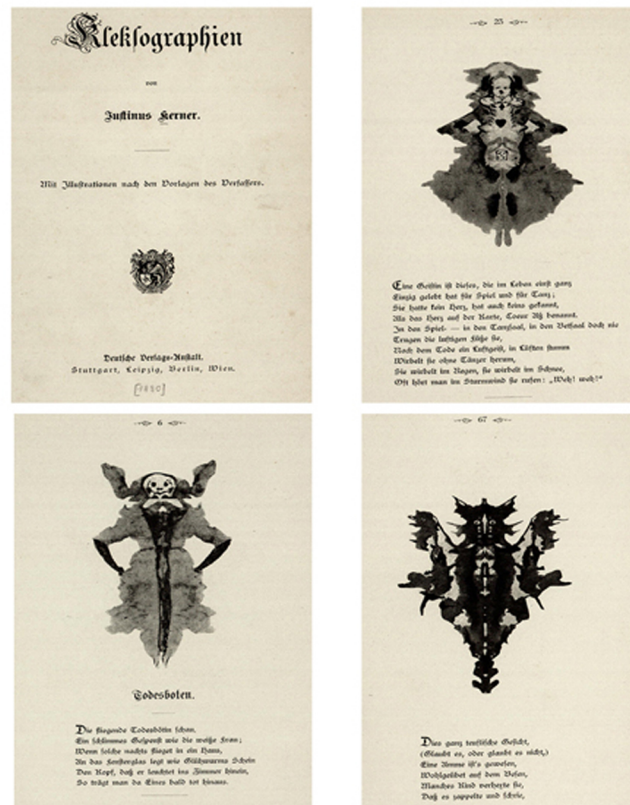 Kleksographien
von
Justinus Kerner.
Mit Illustrationen nach den Vorlagen des Verfassers.
Deutsche Verlags-Anstalt.
Stuttgart, Leipzig, Berlin, Wien.
[1890]
25
Eine Geistin ist dieses, die im Leben einst ganz
Einzig gelebt hat für Spiel und für Tanz;
Sie hatte kein Herz, hat auch keins gekannt,
Als das Herz auf der Karte, Coeur Aß benannt.
In den Spiel- — in den Tanzsaal, in den Betsaal doch nie
Trugen die luftigen Füße sie,
Nach dem Tode ein Luftgeist, in Lüften stumm
Wirbelt sie ohne Tänzer herum,
Sie wirbelt im Regen, sie wirbelt im Schnee,
Oft hört man im Sturmwind sie rufen: „Weh! weh!“
6
Todesboten.
Die fliegende Todesbötin schau,
Ein schlimmes Gespenst wie die weiße Frau;
Wenn solche nachts flieget in ein Haus,
An das Fensterglas legt wie Glühwurms Schein
Den Kopf, daß er leuchtet ins Zimmer hinein,
So trägt man da Eines bald tot hinaus.
67
Dies ganz teuflische Gesicht,
(Glaubt es, oder glaubt es nicht,)
Eine Amme ist's gewesen,
Wohlgeübet auf dem Besen,
Manches Kind verhexte sie,
Daß es zappelte und schrie,